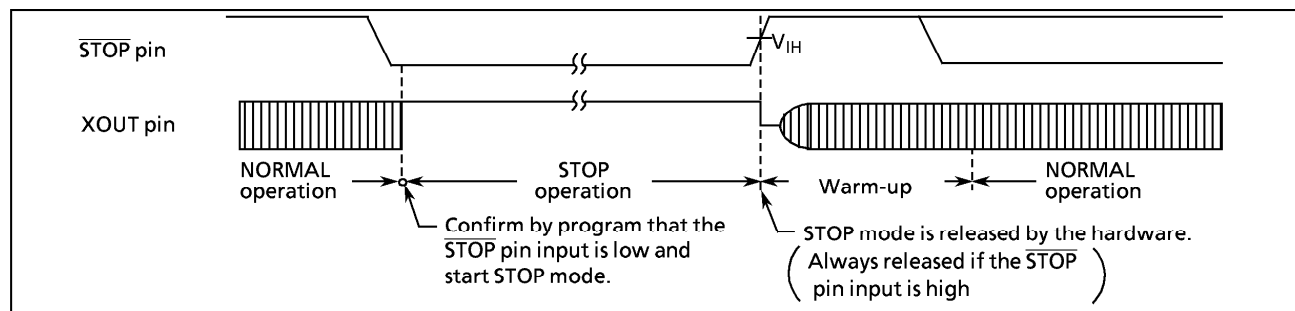 STOP pin
VIH
XOUT pin
NORMAL
operation
STOP
operation
Warm-up
NORMAL
operation
Confirm by program that the
STOP pin input is low and
start STOP mode.
STOP mode is released by the hardware.
( Always released if the STOP
pin input is high )